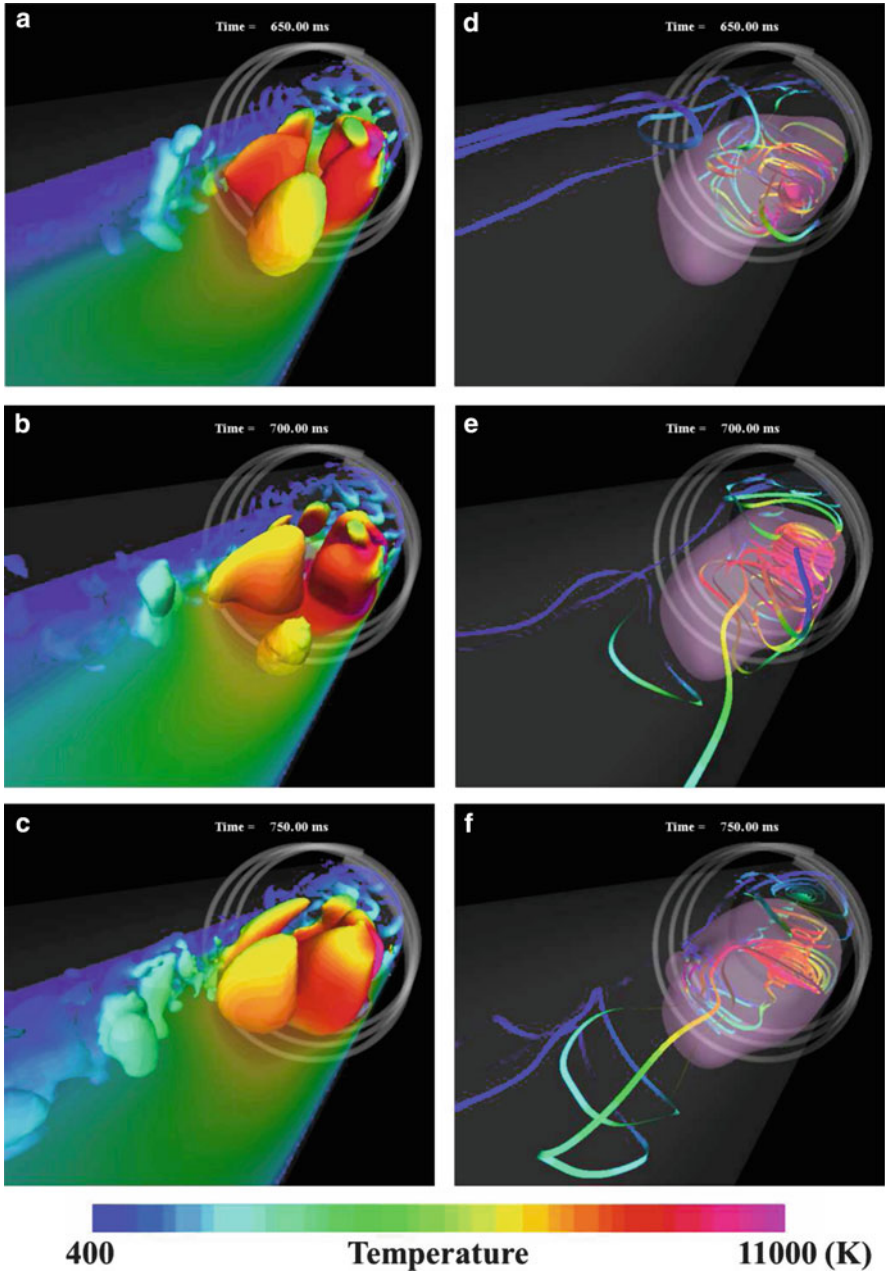 a
Time = 650.00 ms
d
Time = 650.00 ms
b
Time = 700.00 ms
e
Time = 700.00 ms
c
Time = 750.00 ms
f
Time = 750.00 ms
400 Temperature 11000 (K)